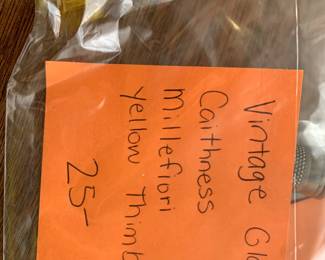 Vintage Gl
Caithness
Millefiori
Yellow Thimb
25-